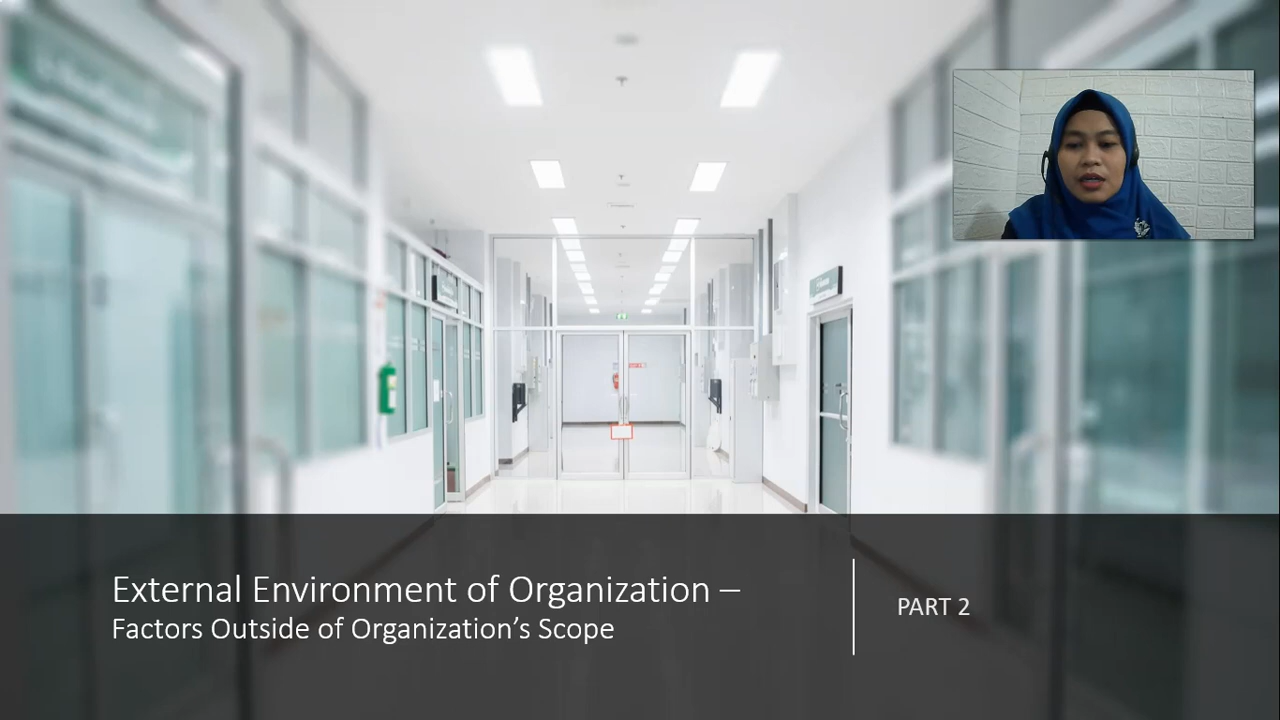 External Environment of Organization –
Factors Outside of Organization's Scope
PART 2